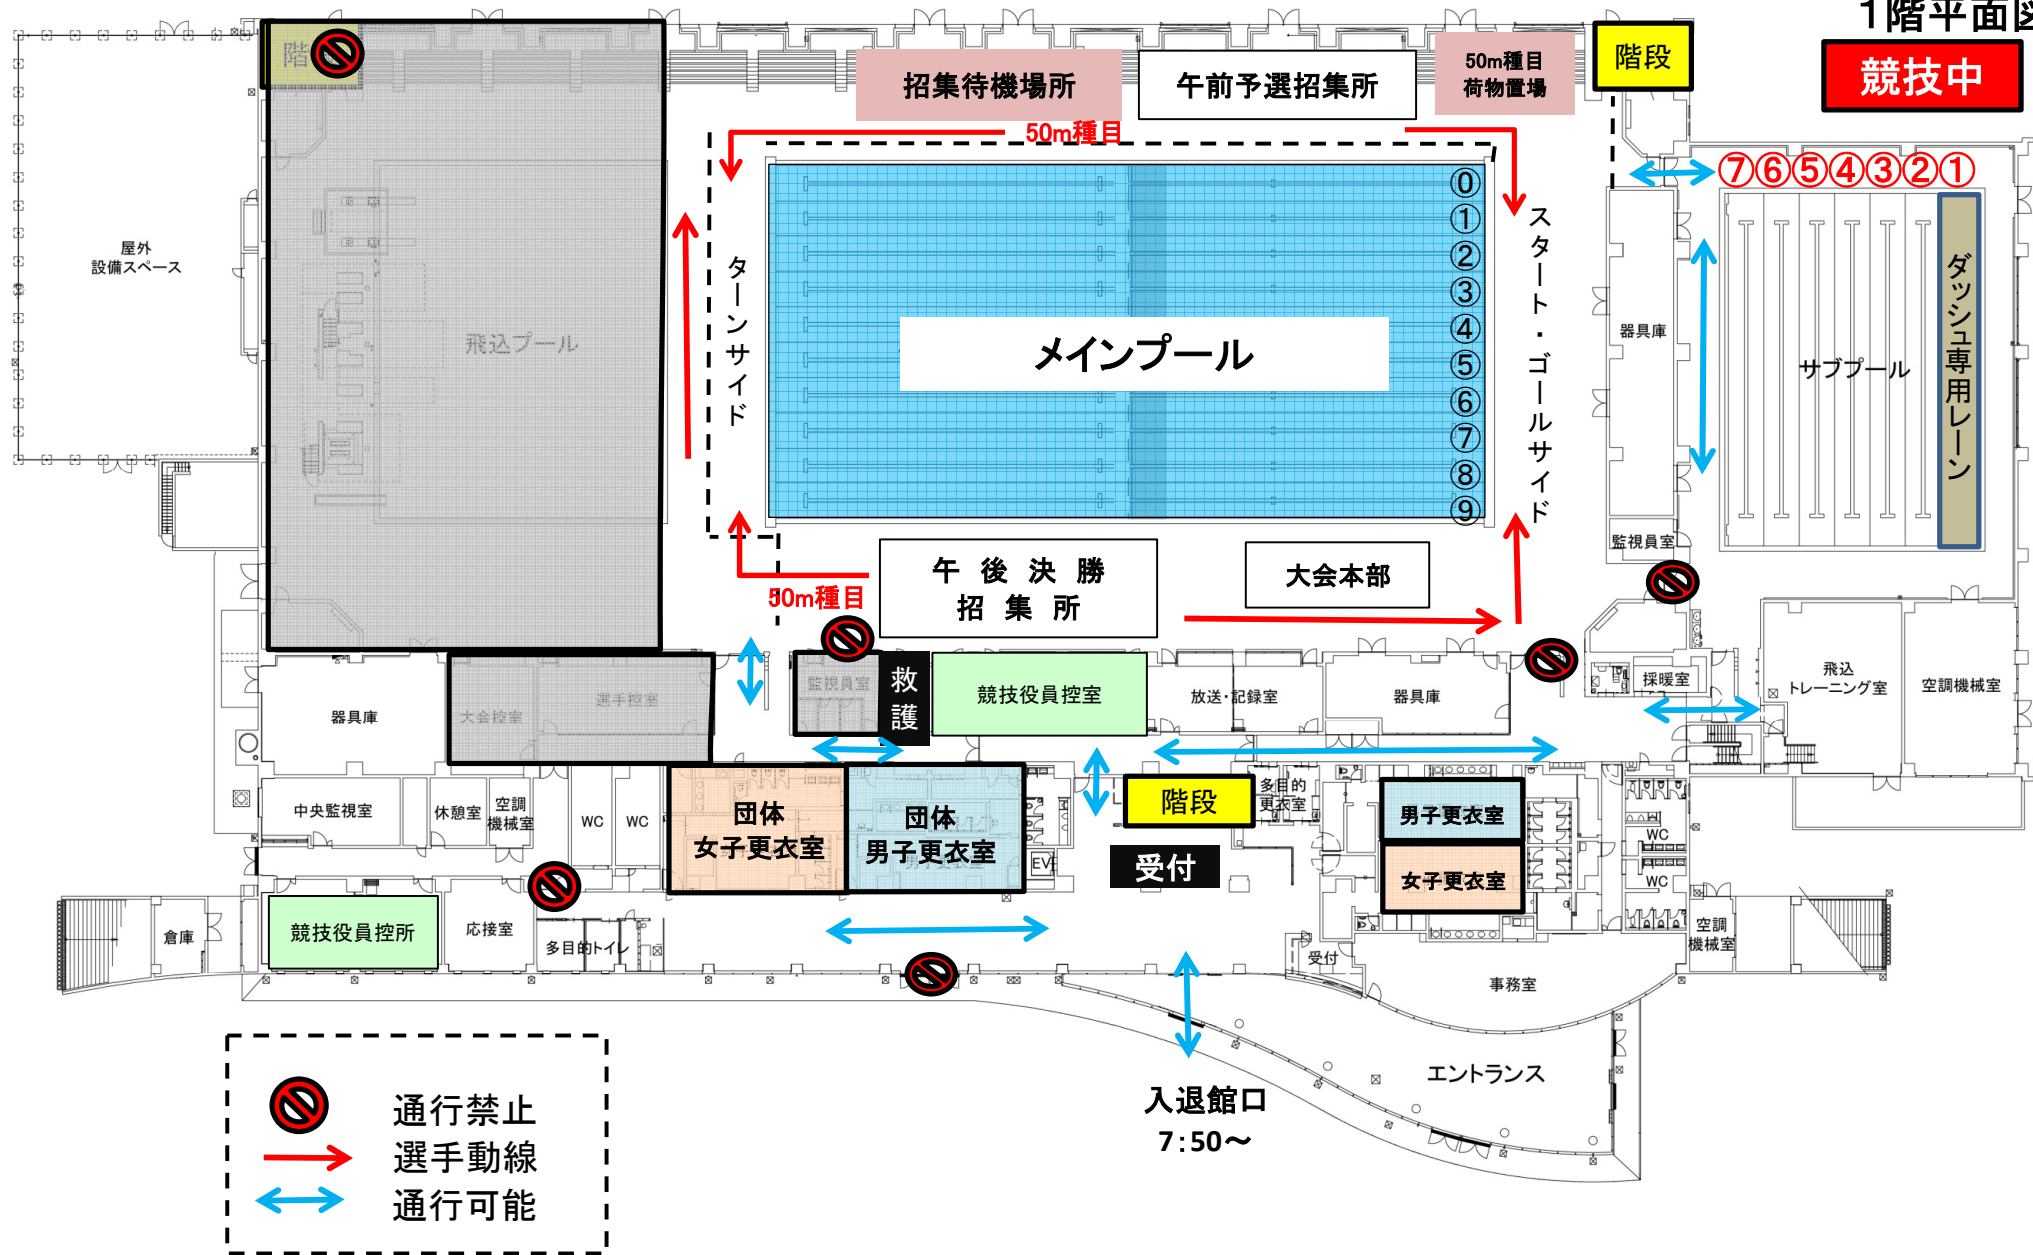 1階平面図
競技中
階段
階段
招集待機場所
午前予選招集所
50m種目
荷物置場
50m種目
⑦⑥⑤④③②①
屋外
設備スペース
飛込プール
ターンサイド
メインプール
⓪
①
②
③
④
⑤
⑥
⑦
⑧
⑨
スタート・ゴールサイド
器具庫
サブプール
ダッシュ専用レーン
監視員室
50m種目
午後決勝
招集所
大会本部
器具庫
大会控室
選手控室
監視員室
救護
競技役員控室
放送・記録室
器具庫
採暖室
飛込
トレーニング室
空調機械室
中央監視室
休憩室
空調
機械室
WC
WC
団体
女子更衣室
団体
男子更衣室
EV
階段
多目的
更衣室
受付
男子更衣室
女子更衣室
WC
WC
倉庫
競技役員控所
応接室
多目的トイレ
受付
事務室
空調
機械室
エントランス
入退館口
7:50～
通行禁止
選手動線
通行可能